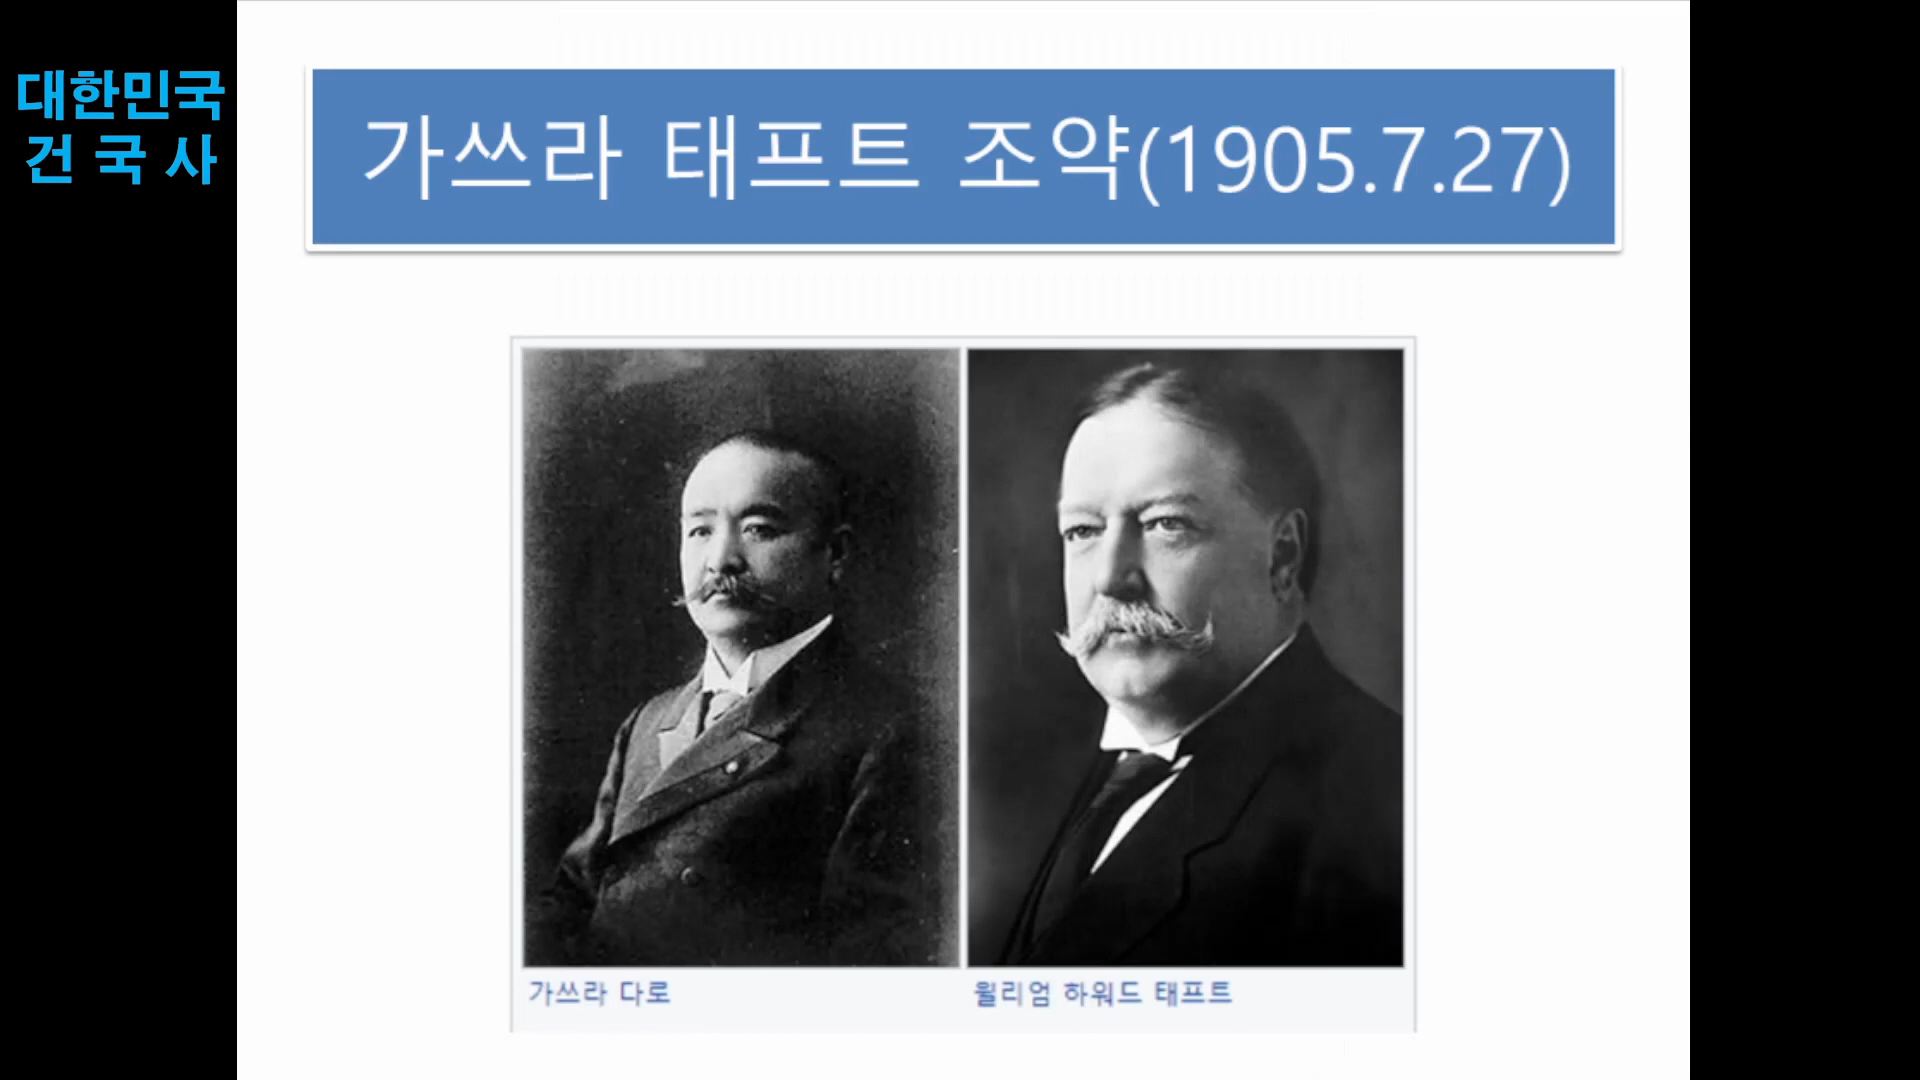 대한민국
건 국 사
가쓰라 태프트 조약(1905.7.27)
가쓰라 다로
윌리엄 하워드 태프트